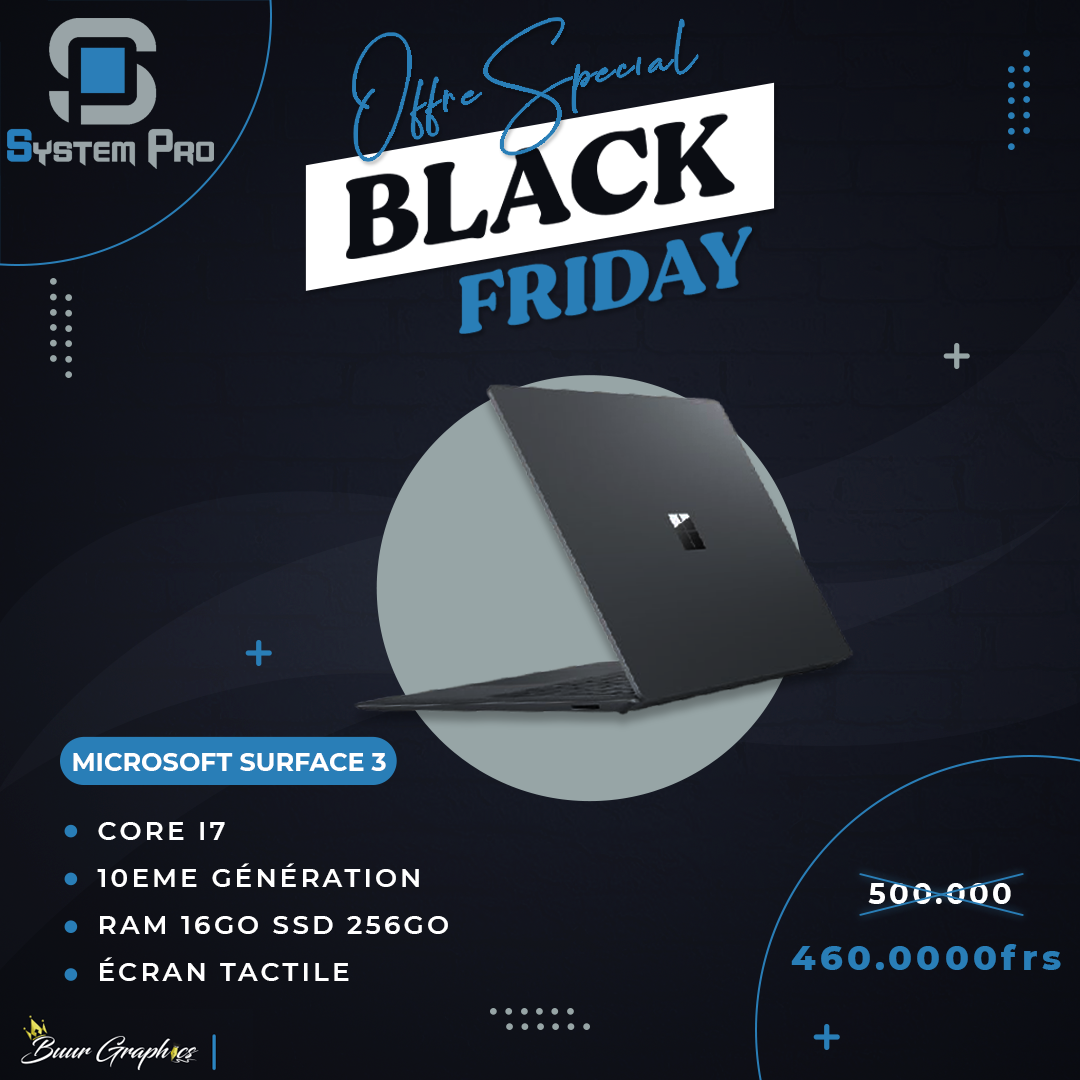 System Pro
Offre Special
BLACK
FRIDAY
MICROSOFT SURFACE 3
CORE I7
10EME GÉNÉRATION
RAM 16GO SSD 256GO
ÉCRAN TACTILE
500.000
460.0000frs
Buur Graphics